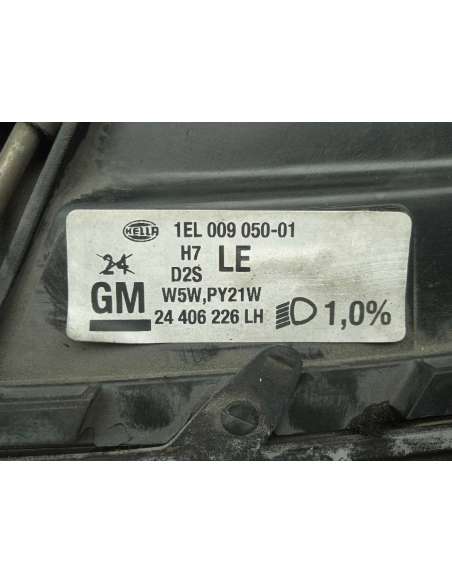 HELLA
1EL 009 050-01
24
H7
D2S
LE
GM
W5W,PY21W
24 406 226 LH
1,0%